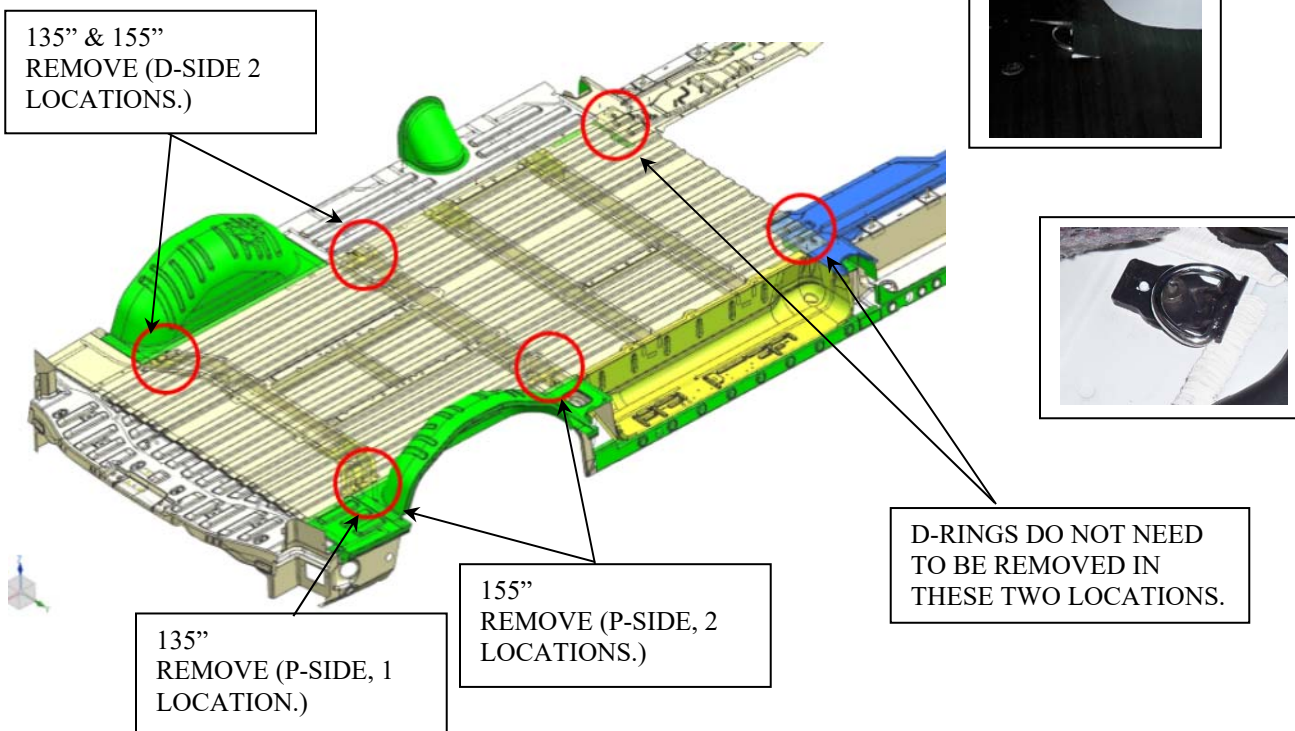 135” & 155”
REMOVE (D-SIDE 2
LOCATIONS.)
D-RINGS DO NOT NEED
TO BE REMOVED IN
THESE TWO LOCATIONS.
155”
REMOVE (P-SIDE, 2
LOCATIONS.)
135”
REMOVE (P-SIDE, 1
LOCATION.)